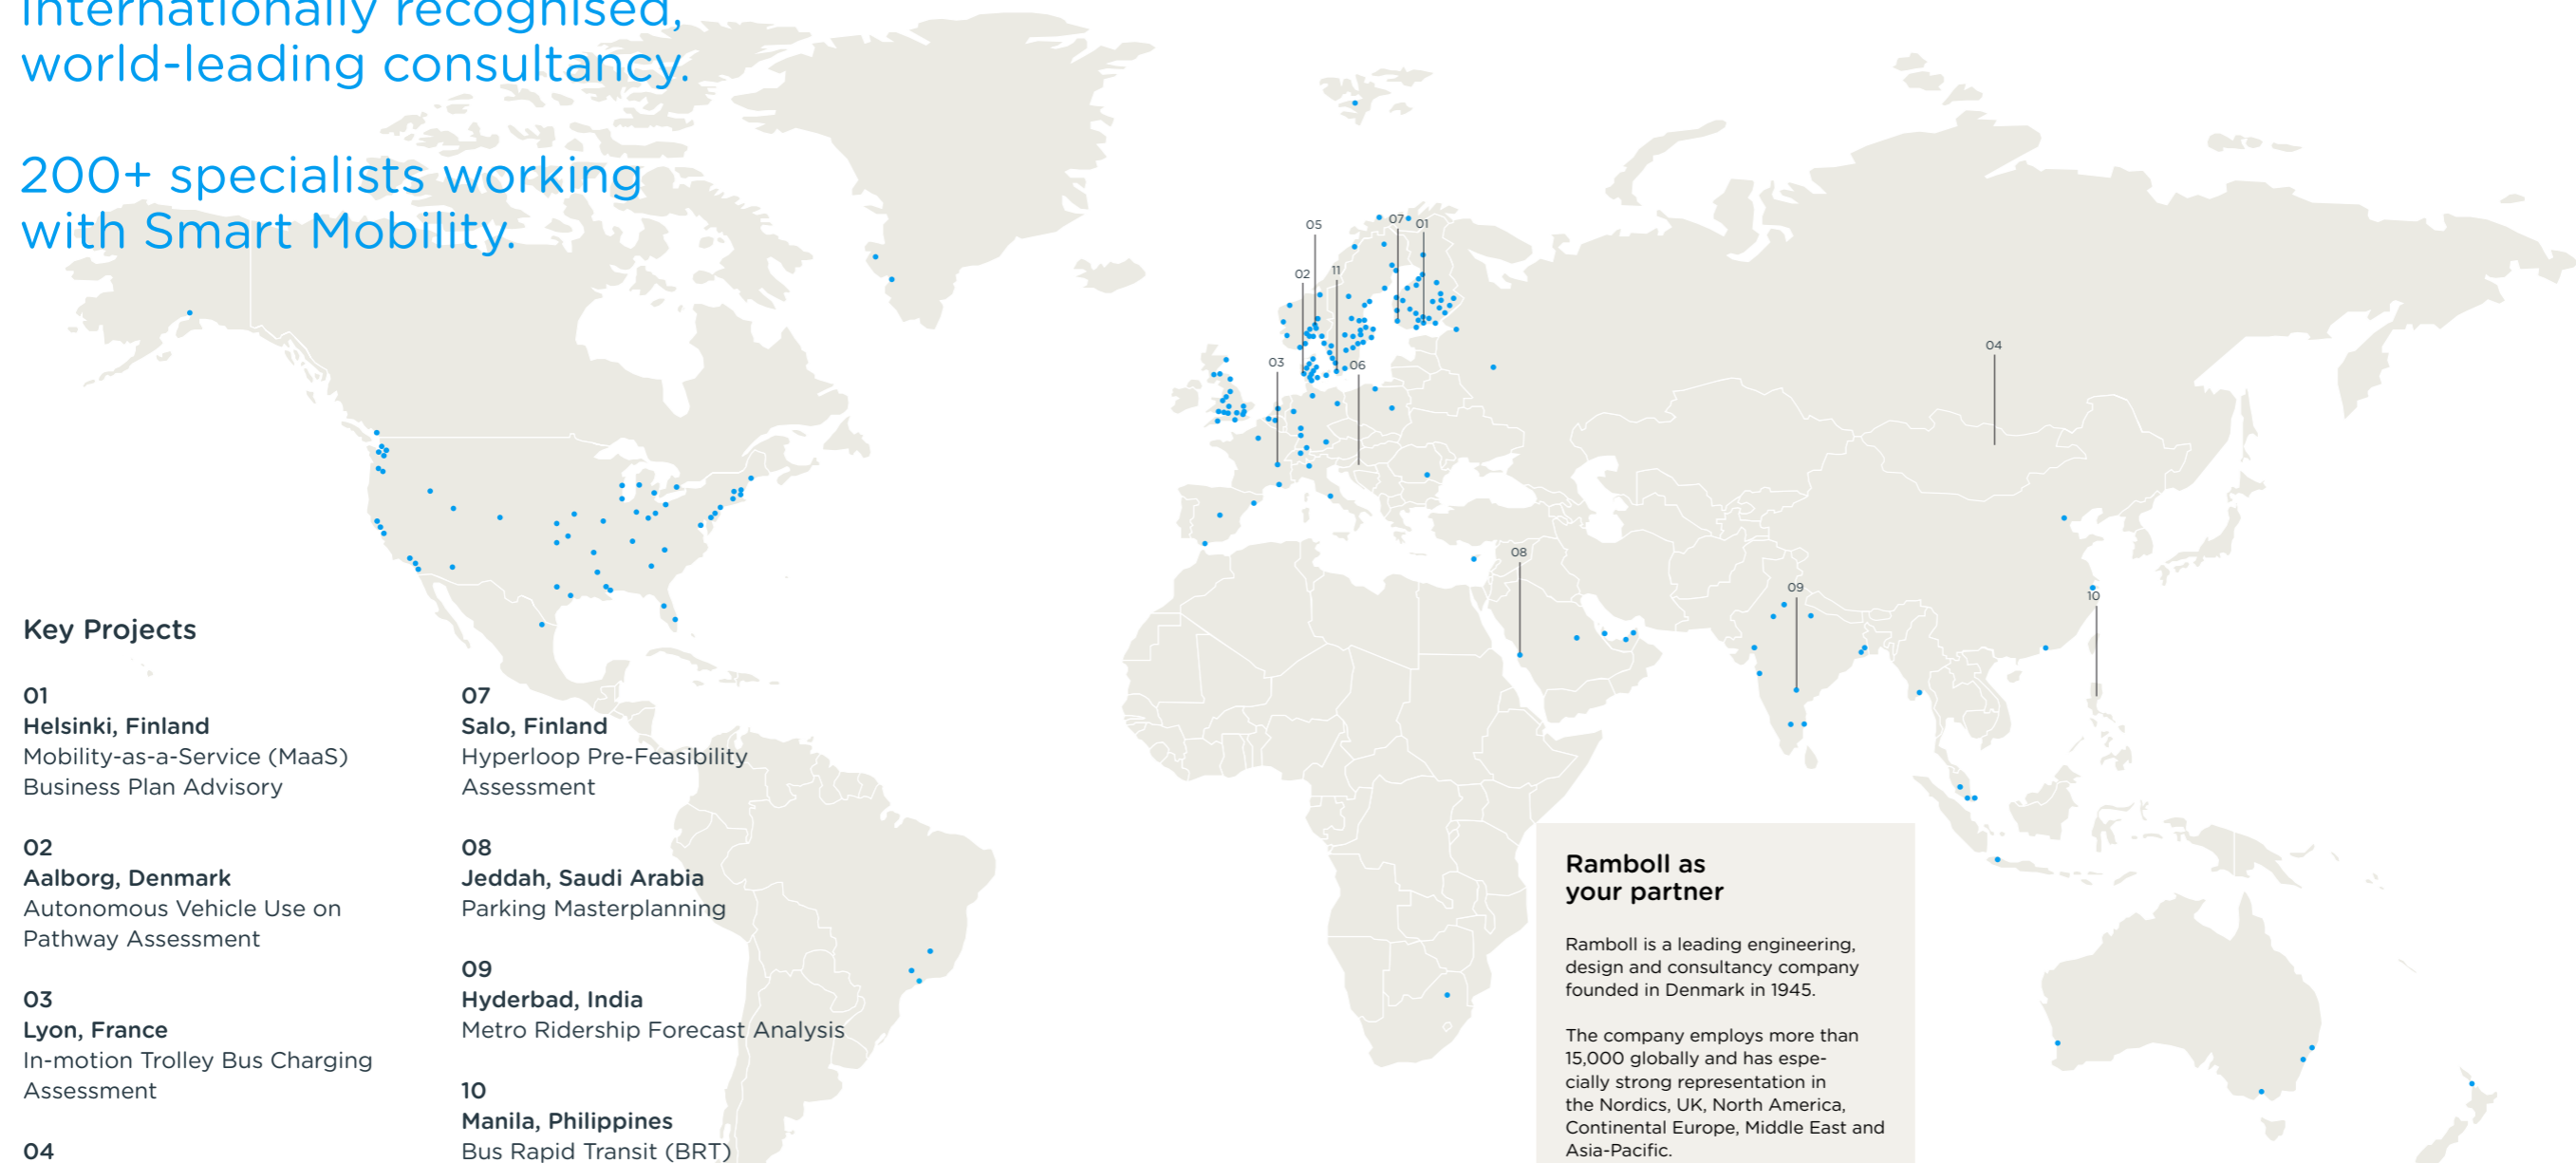 internationally recognised,
world-leading consultancy.
200+ specialists working
with Smart Mobility.
05
07
01
02
11
03
06
04
08
09
10
Key Projects
01
Helsinki, Finland
Mobility-as-a-Service (MaaS)
Business Plan Advisory
02
Aalborg, Denmark
Autonomous Vehicle Use on
Pathway Assessment
03
Lyon, France
In-motion Trolley Bus Charging
Assessment
04
07
Salo, Finland
Hyperloop Pre-Feasibility
Assessment
08
Jeddah, Saudi Arabia
Parking Masterplanning
09
Hyderbad, India
Metro Ridership Forecast Analysis
10
Manila, Philippines
Bus Rapid Transit (BRT)
Ramboll as
your partner
Ramboll is a leading engineering,
design and consultancy company
founded in Denmark in 1945.
The company employs more than
15,000 globally and has espe-
cially strong representation in
the Nordics, UK, North America,
Continental Europe, Middle East and
Asia-Pacific.